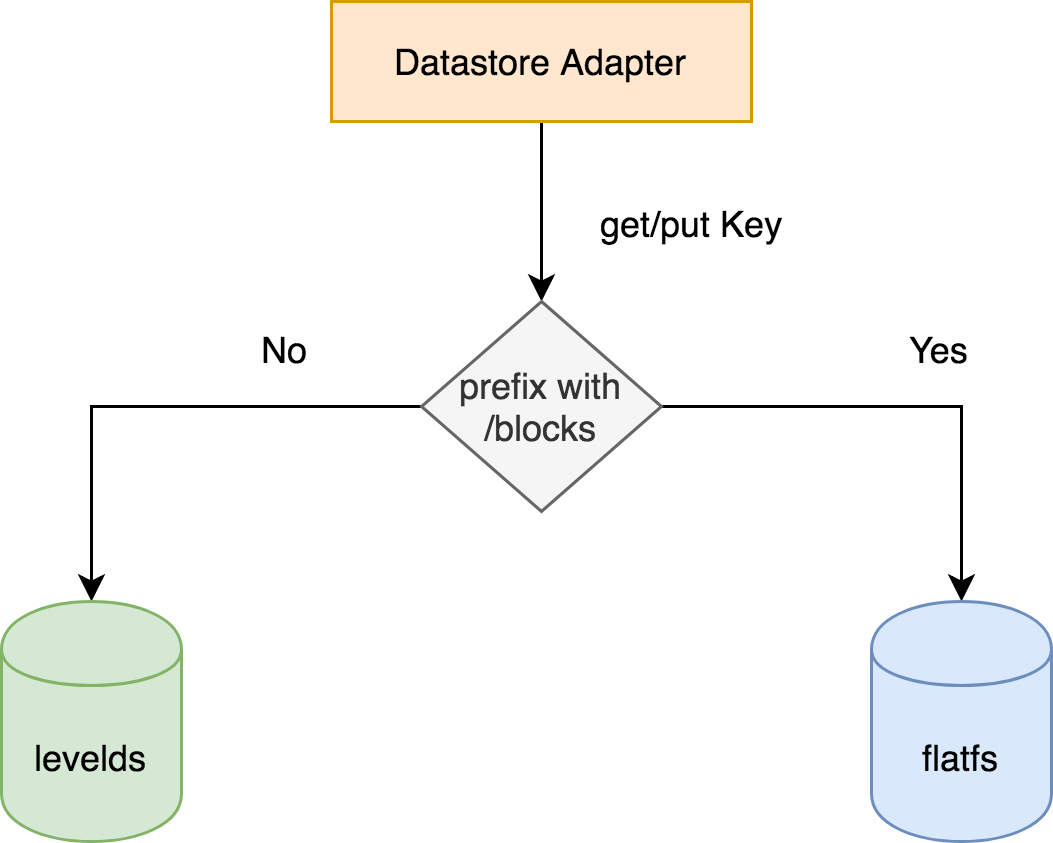 Datastore Adapter
get/put Key
No
Yes
prefix with
/blocks
levelds
flatfs